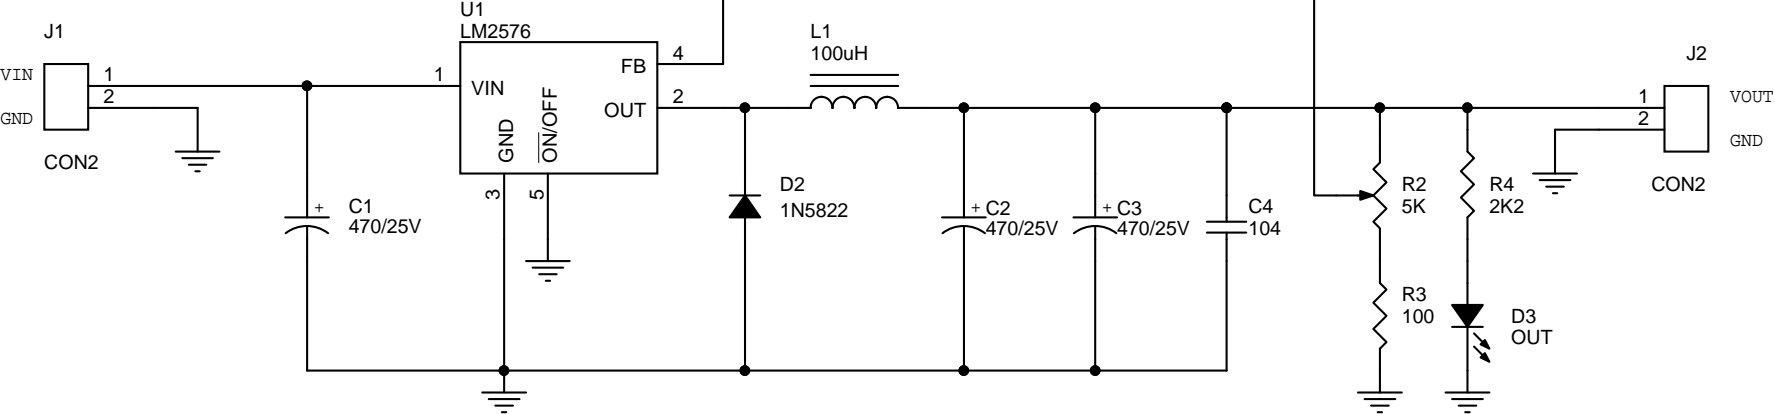 U1
LM2576
J1
VIN
1
2
GND
CON2
1
VIN
FB
4
OUT
2
GND
ON/OFF
3
5
+
C1
470/25V
L1
100uH
D2
1N5822
+
C2
470/25V
+
C3
470/25V
C4
104
R2
5K
R4
2K2
R3
100
D3
OUT
J2
1
2
VOUT
GND
CON2